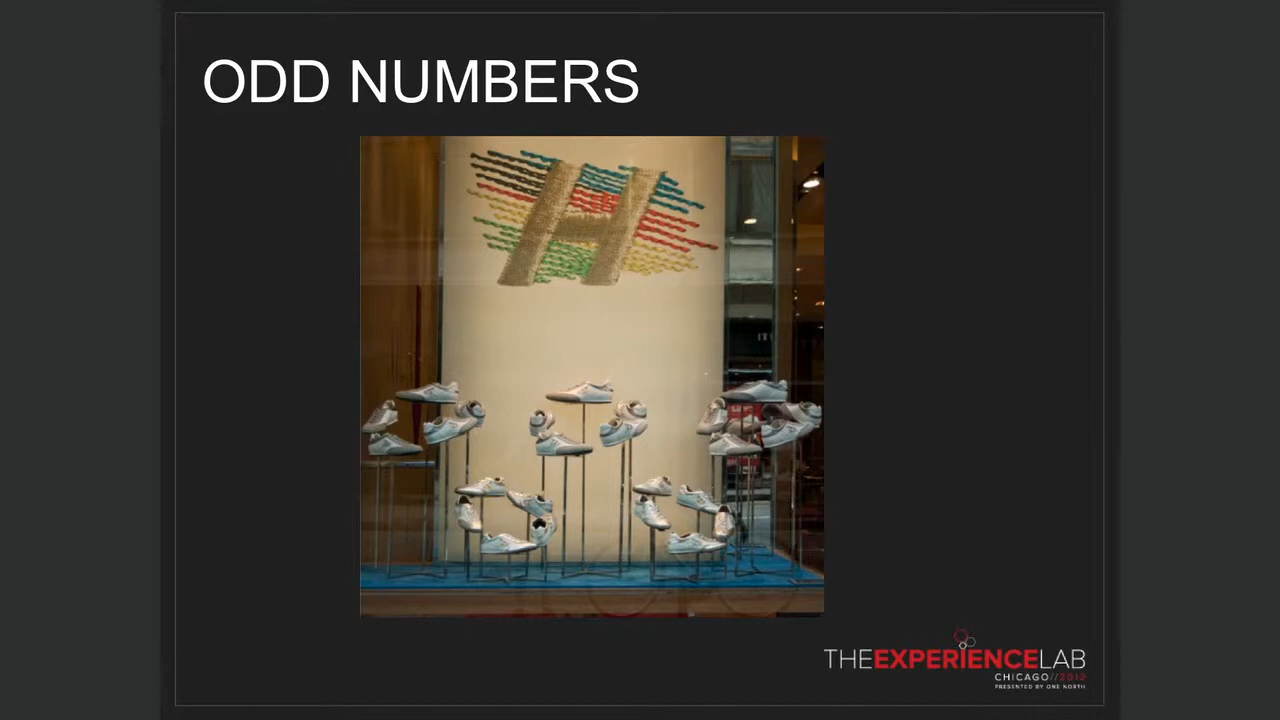 ODD NUMBERS
H
THEEXPERIENCELAB
CHICAGO//2012
PRESENTED BY ONE NORTH